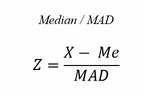 Median / MAD
Z = X − Me / MAD